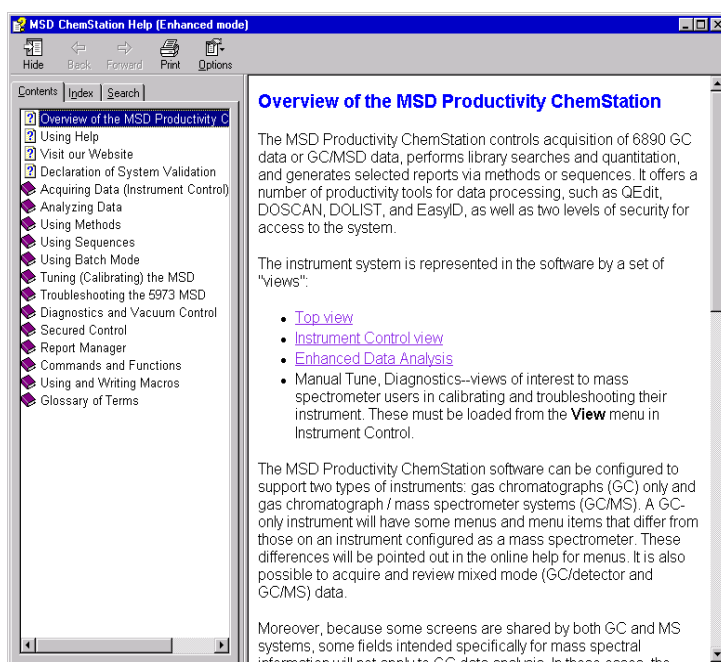 MSD ChemStation Help (Enhanced mode)
Hide Back Forward Print Options
Contents Index Search
Overview of the MSD Productivity C
Using Help
Visit our Website
Declaration of System Validation
Acquiring Data (Instrument Control)
Analyzing Data
Using Methods
Using Sequences
Using Batch Mode
Tuning (Calibrating) the MSD
Troubleshooting the 5973 MSD
Diagnostics and Vacuum Control
Secured Control
Report Manager
Commands and Functions
Using and Writing Macros
Glossary of Terms
Overview of the MSD Productivity ChemStation
The MSD Productivity ChemStation controls acquisition of 6890 GC
data or GC/MSD data, performs library searches and quantitation,
and generates selected reports via methods or sequences. It offers a
number of productivity tools for data processing, such as QEdit,
DOSCAN, DOLIST, and EasyID, as well as two levels of security for
access to the system.
The instrument system is represented in the software by a set of
"views":
• Top view
• Instrument Control view
• Enhanced Data Analysis
• Manual Tune, Diagnostics--views of interest to mass
spectrometer users in calibrating and troubleshooting their
instrument. These must be loaded from the View menu in
Instrument Control.
The MSD Productivity ChemStation software can be configured to
support two types of instruments: gas chromatographs (GC) only and
gas chromatograph / mass spectrometer systems (GC/MS). A GC-
only instrument will have some menus and menu items that differ from
those on an instrument configured as a mass spectrometer. These
differences will be pointed out in the online help for menus. It is also
possible to acquire and review mixed mode (GC/detector and
GC/MS) data.
Moreover, because some screens are shared by both GC and MS
systems, some fields intended specifically for mass spectral
information will not apply to GC data analysis. In these cases, the